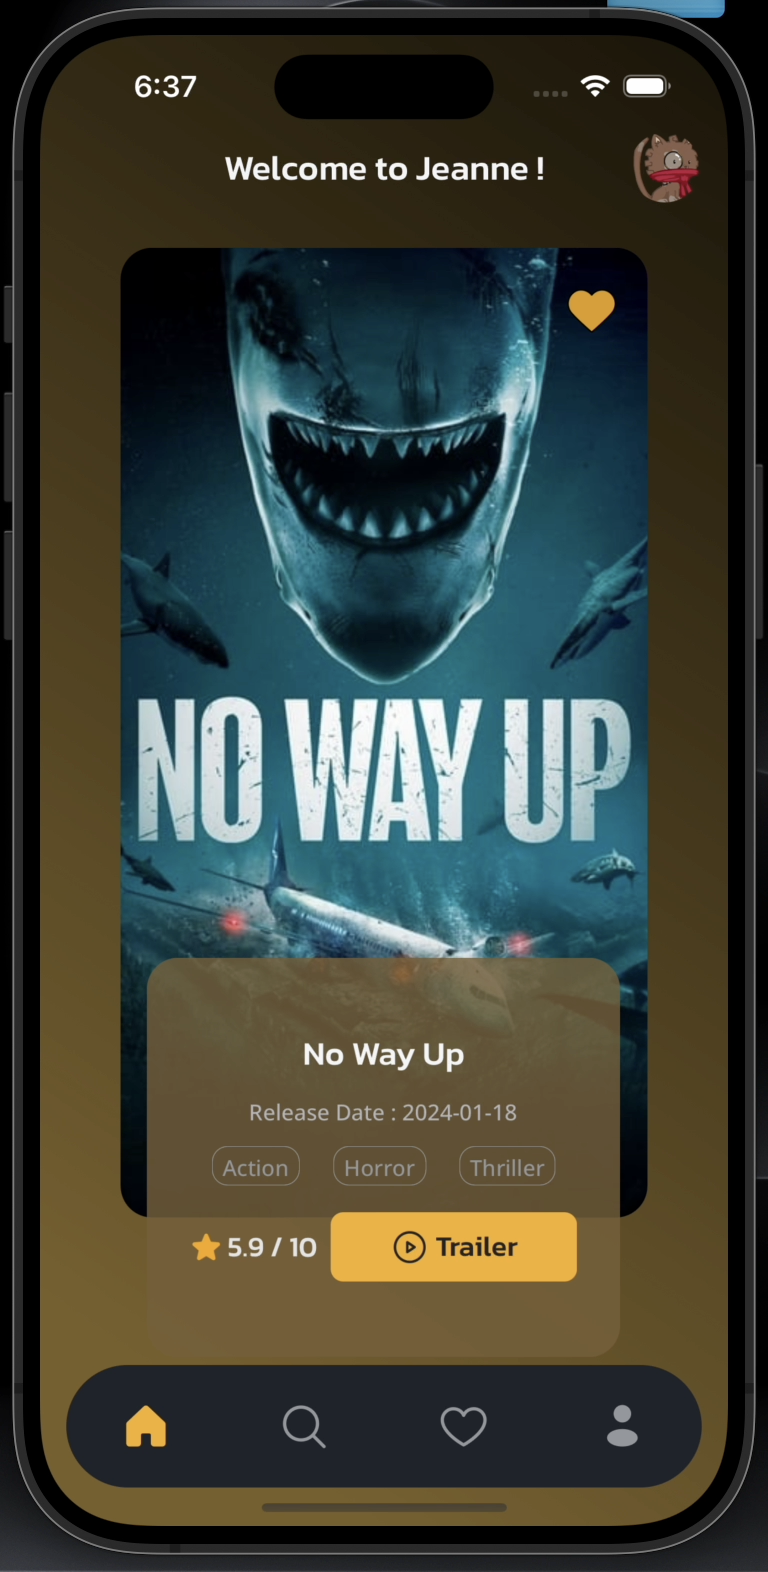 6:37
Welcome to Jeanne !
NO WAY UP
No Way Up
Release Date : 2024-01-18
Action Horror Thriller
5.9 / 10 Trailer